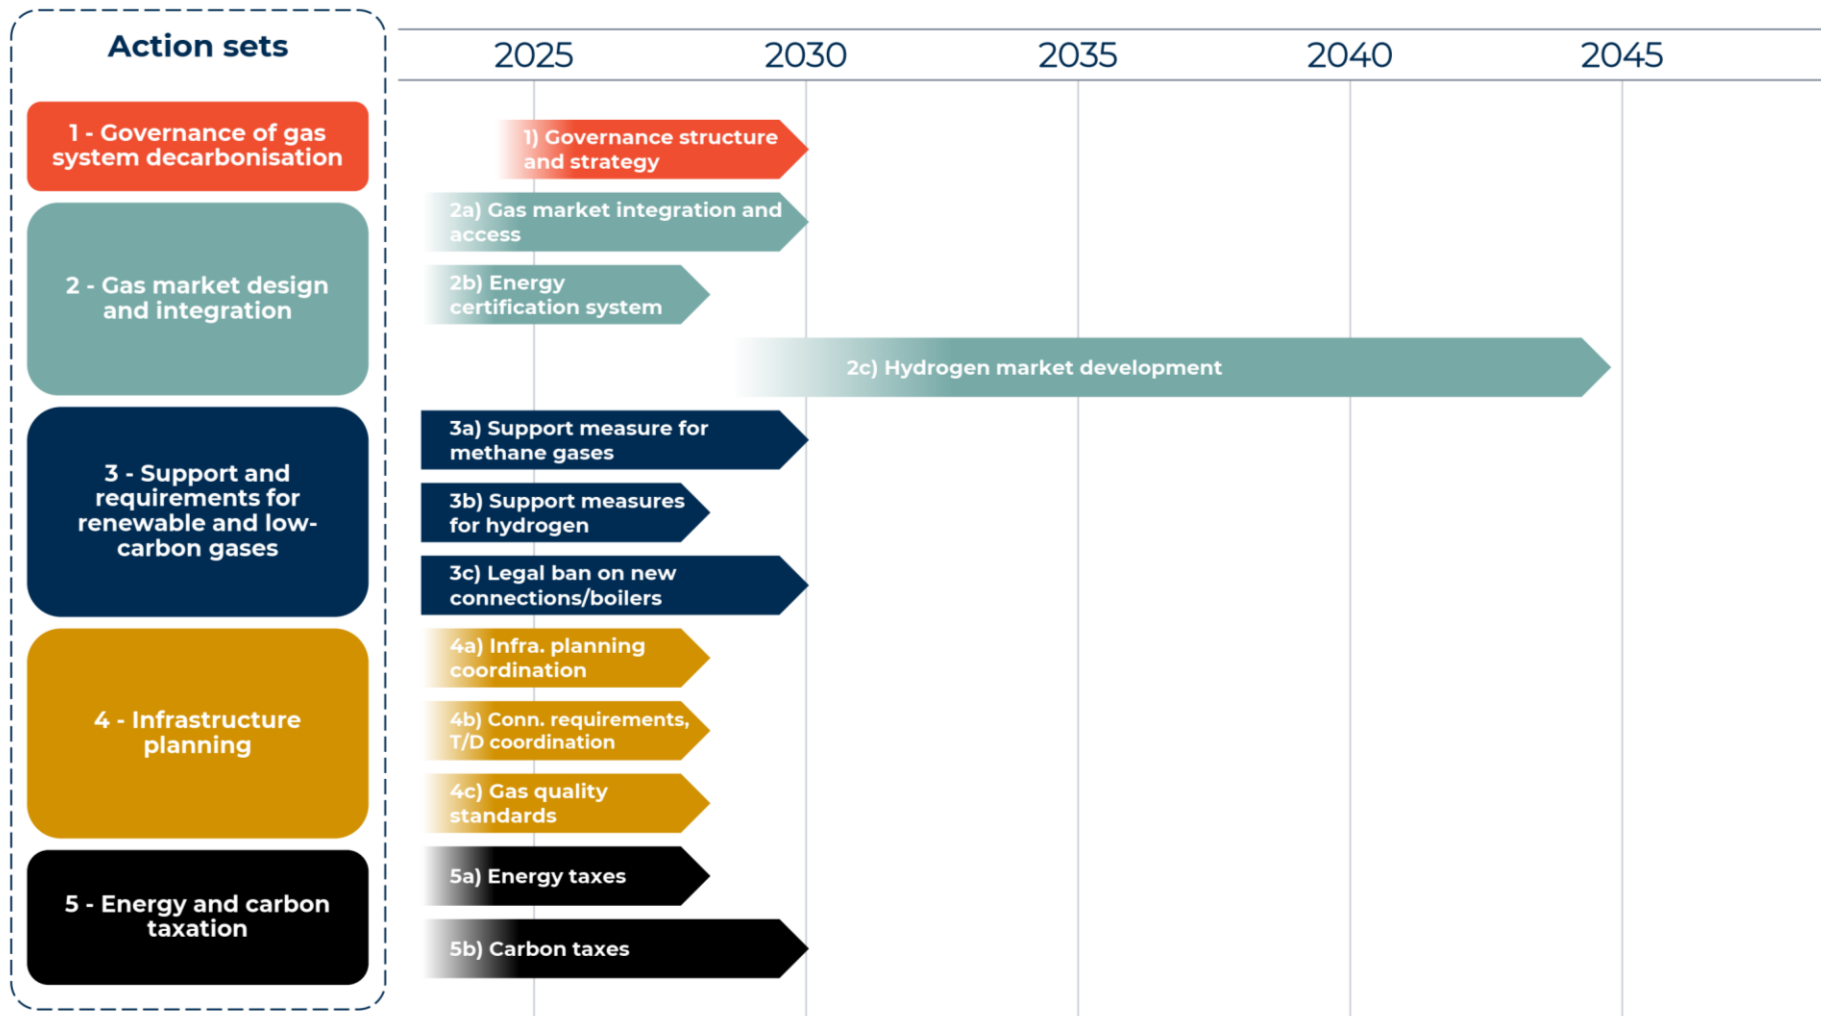 Action sets
2025
2030
2035
2040
2045
1 - Governance of gas
system decarbonisation
1) Governance structure
and strategy
2 - Gas market design
and integration
2a) Gas market integration and
access
2b) Energy
certification system
2c) Hydrogen market development
3 - Support and
requirements for
renewable and low-
carbon gases
3a) Support measure for
methane gases
3b) Support measures
for hydrogen
3c) Legal ban on new
connections/boilers
4 - Infrastructure
planning
4a) Infra. planning
coordination
4b) Conn. requirements,
T/D coordination
4c) Gas quality
standards
5 - Energy and carbon
taxation
5a) Energy taxes
5b) Carbon taxes